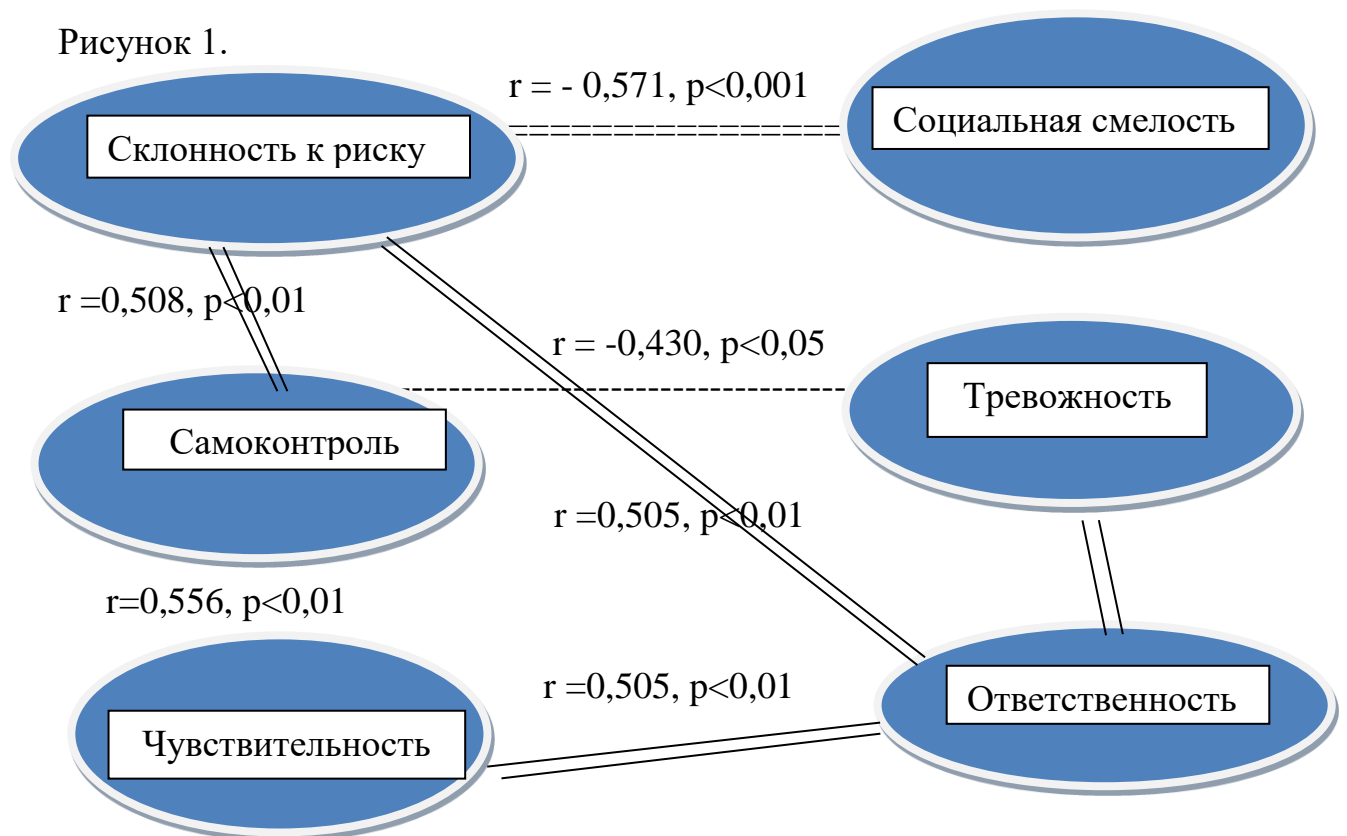 Рисунок 1.
r = - 0,571, p<0,001
Социальная смелость
Склонность к риску
r =0,508, p<0,01
r = -0,430, p<0,05
Тревожность
Самоконтроль
r =0,505, p<0,01
r=0,556, p<0,01
r =0,505, p<0,01
Ответственность
Чувствительность